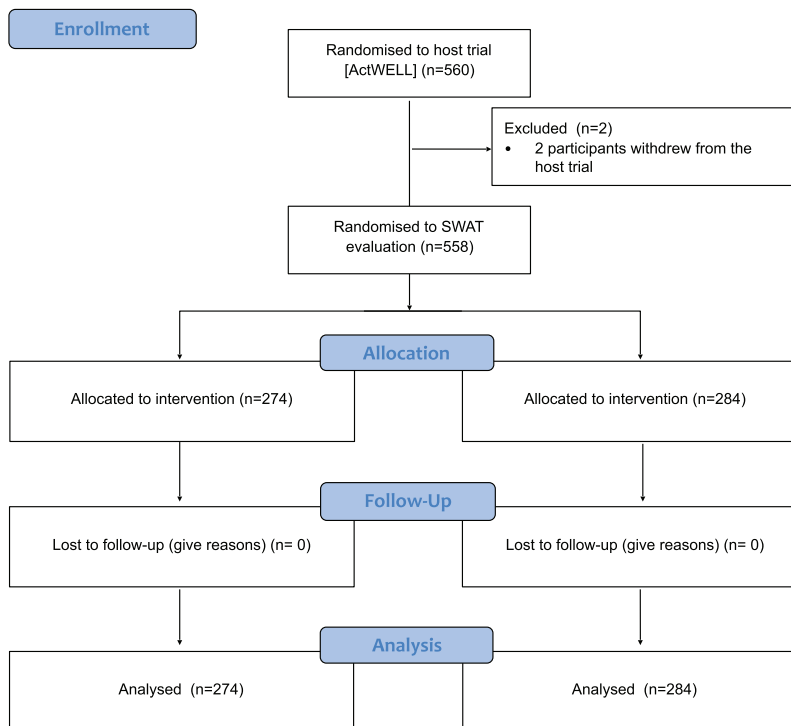 Enrollment
Randomised to host trial
[ActWELL] (n=560)
Excluded (n=2)
• 2 participants withdrew from the
host trial
Randomised to SWAT
evaluation (n=558)
Allocation
Allocated to intervention (n=274)
Allocated to intervention (n=284)
Follow-Up
Lost to follow-up (give reasons) (n= 0)
Lost to follow-up (give reasons) (n= 0)
Analysis
Analysed (n=274)
Analysed (n=284)